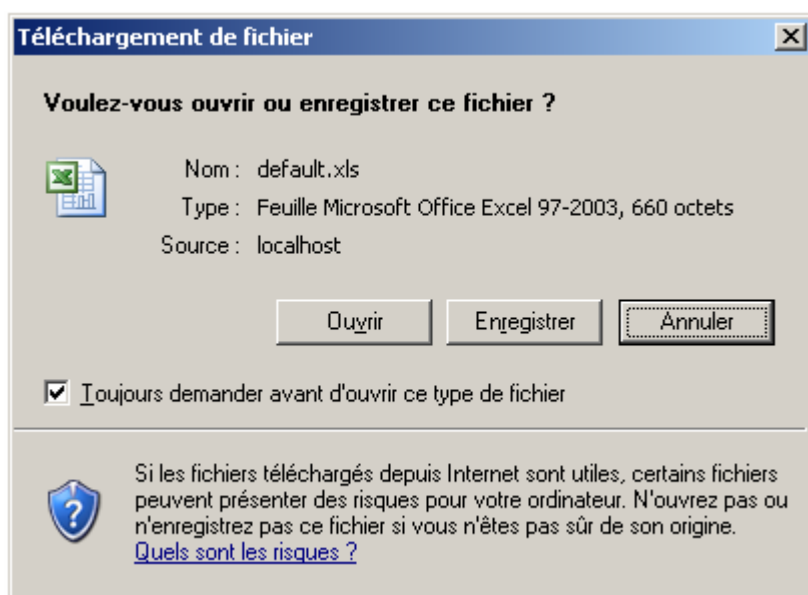 Téléchargement de fichier
Voulez-vous ouvrir ou enregistrer ce fichier ?
Nom : default.xls
Type : Feuille Microsoft Office Excel 97-2003, 660 octets
Source : localhost
Ouvrir Enregistrer Annuler
Toujours demander avant d'ouvrir ce type de fichier
Si les fichiers téléchargés depuis Internet sont utiles, certains fichiers
peuvent présenter des risques pour votre ordinateur. N'ouvrez pas ou
n'enregistrez pas ce fichier si vous n'êtes pas sûr de son origine.
Quels sont les risques ?